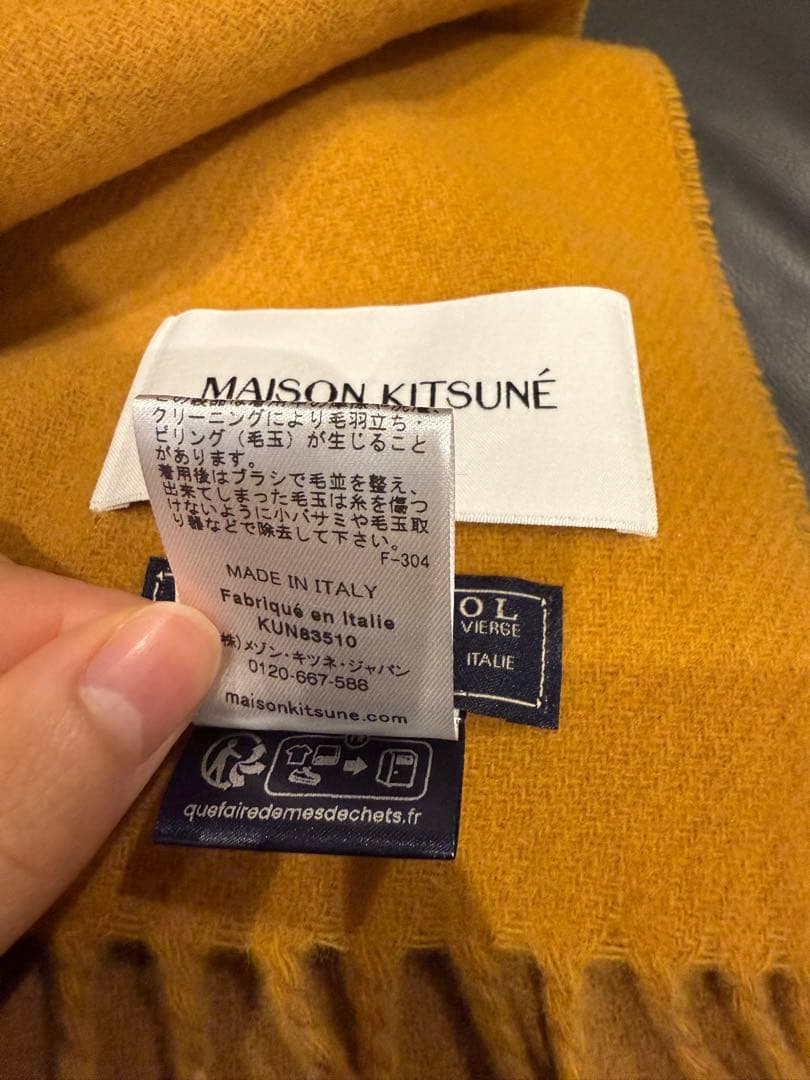 MAISON KITSUNÉ
クリーニングにより毛羽立ち・
ピリング（毛玉）が生じること
があります。
着用後はブラシで毛並を整え、
出来てしまった毛玉は糸を傷つ
けないように小バサミや毛玉取
り器などで除去して下さい。
F-304
MADE IN ITALY
Fabriqué en Italie
KUN83510
株)メゾン・キツネ・ジャパン
0120-667-588
maisonkitsune.com
OL
VIERGE
ITALIE
quefairedemesdechets.fr